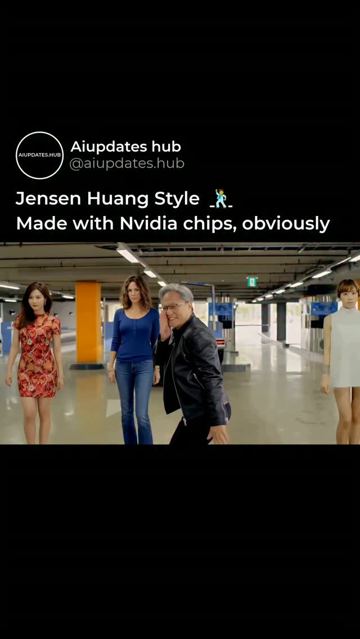 AIUPDATES.HUB
Aiupdates hub
@aiupdates.hub
Jensen Huang Style 🕺
Made with Nvidia chips, obviously